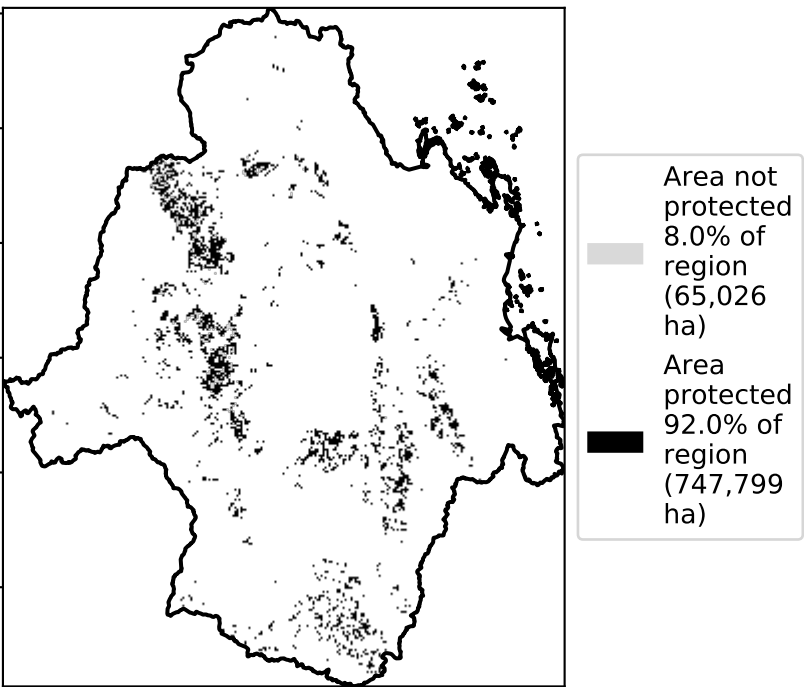 Area not
protected
8.0% of
region
(65,026
ha)
Area
protected
92.0% of
region
(747,799
ha)